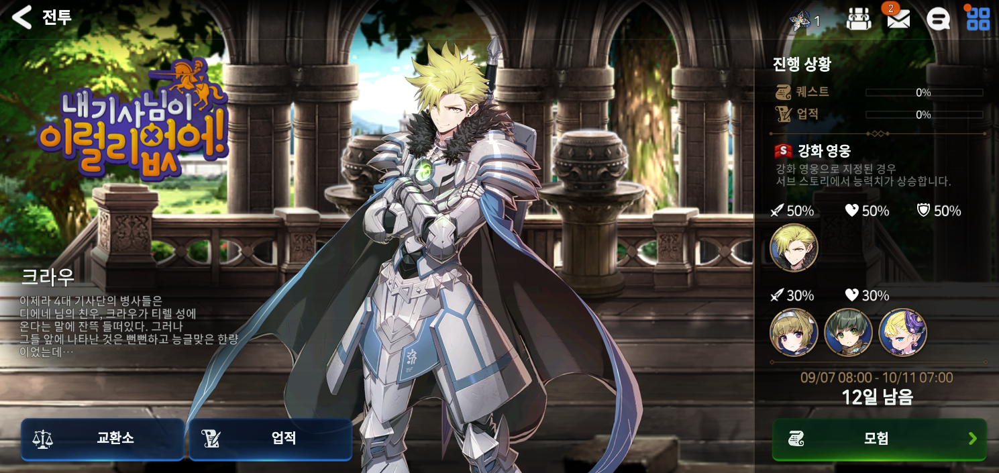 전투
1
2
내 기사님이
이럴리 없어!
크라우
이제라 4대 기사단의 병사들은
디에네 님의 친우, 크라우가 티렐 성에
온다는 말에 잔뜩 들떠있다. 그러나
그들 앞에 나타난 것은 뻔뻔하고 능글맞은 한량
이었는데…
교환소
업적
진행 상황
퀘스트 0%
업적 0%
S 강화 영웅
강화 영웅으로 지정된 경우
서브 스토리에서 능력치가 상승합니다.
50% 50% 50%
30% 30%
09/07 08:00 - 10/11 07:00
12일 남음
모험